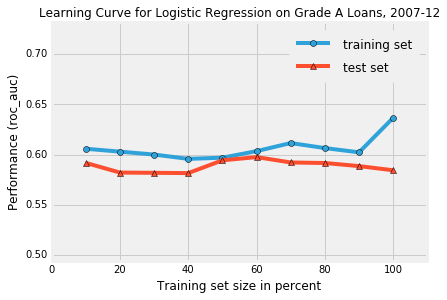 Learning Curve for Logistic Regression on Grade A Loans, 2007-12
training set
test set
Performance (roc_auc)
0.70
0.65
0.60
0.55
0.50
0 20 40 60 80 100
Training set size in percent